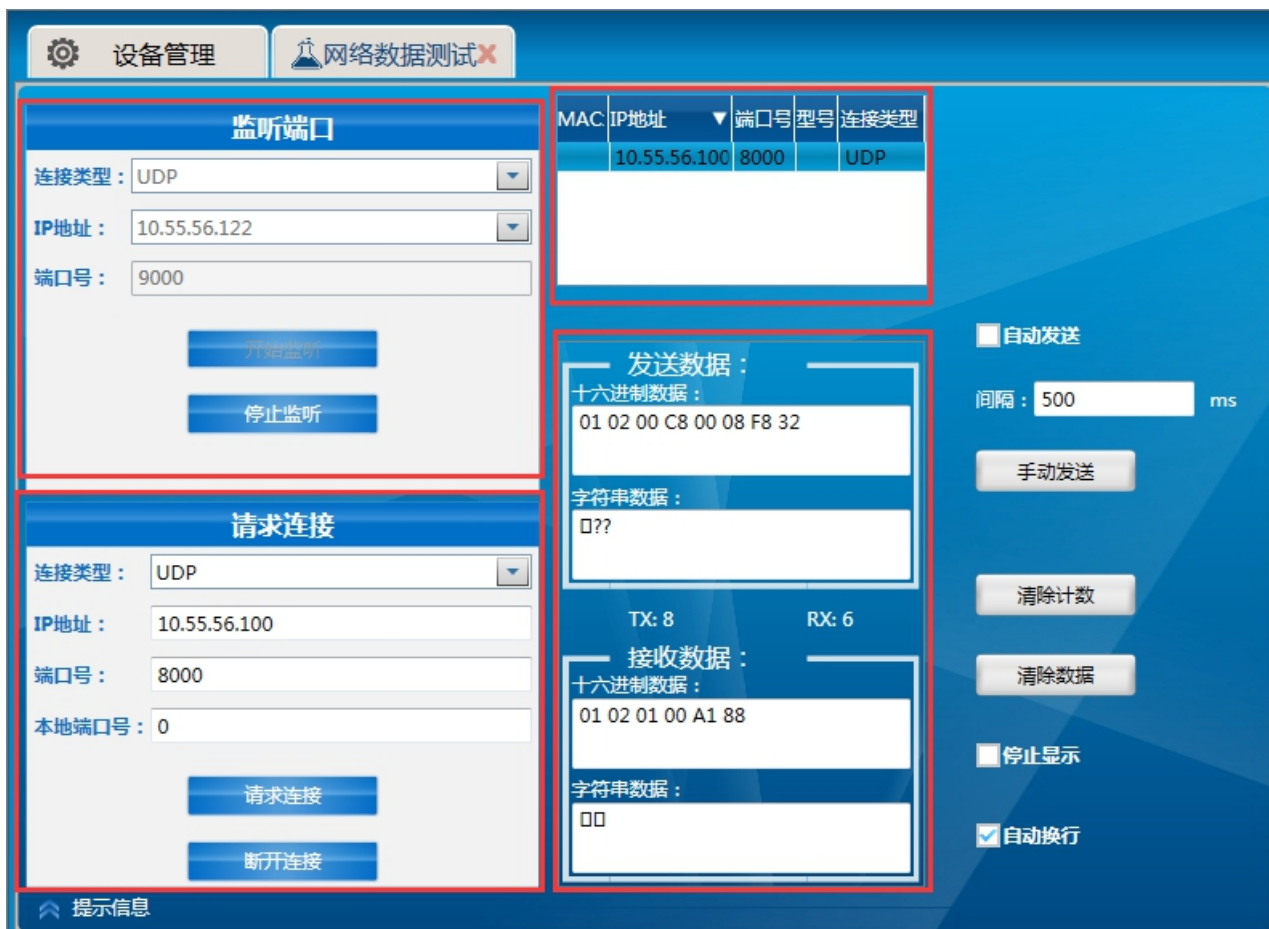 设备管理
网络数据测试
监听端口
连接类型：UDP
IP地址：10.55.56.122
端口号：9000
开始监听
停止监听
请求连接
连接类型：UDP
IP地址：10.55.56.100
端口号：8000
本地端口号：0
请求连接
断开连接
提示信息
MAC IP地址 ▼ 端口号 型号 连接类型
10.55.56.100 8000 UDP
发送数据：
十六进制数据：
01 02 00 C8 00 08 F8 32
字符串数据：
□??
TX: 8 RX: 6
接收数据：
十六进制数据：
01 02 01 00 A1 88
字符串数据：
□□
自动发送
间隔：500 ms
手动发送
清除计数
清除数据
停止显示
自动换行